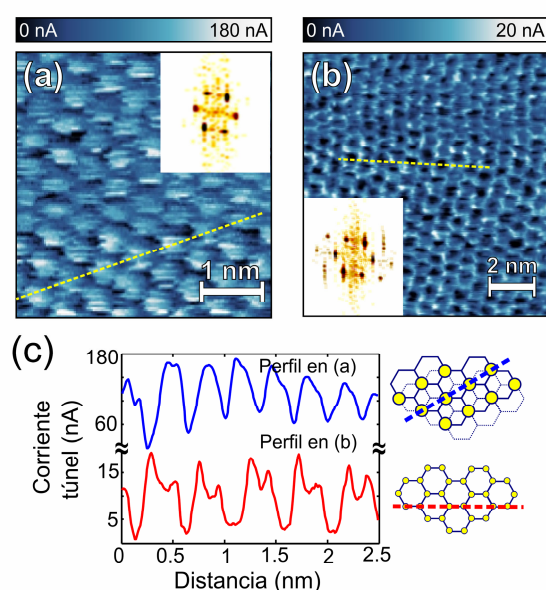 0 nA 180 nA
0 nA 20 nA
(a)
1 nm
(b)
2 nm
(c)
180
60
15
5
Corriente
túnel (nA)
Perfil en (a)
Perfil en (b)
0 0.5 1 1.5 2 2.5
Distancia (nm)